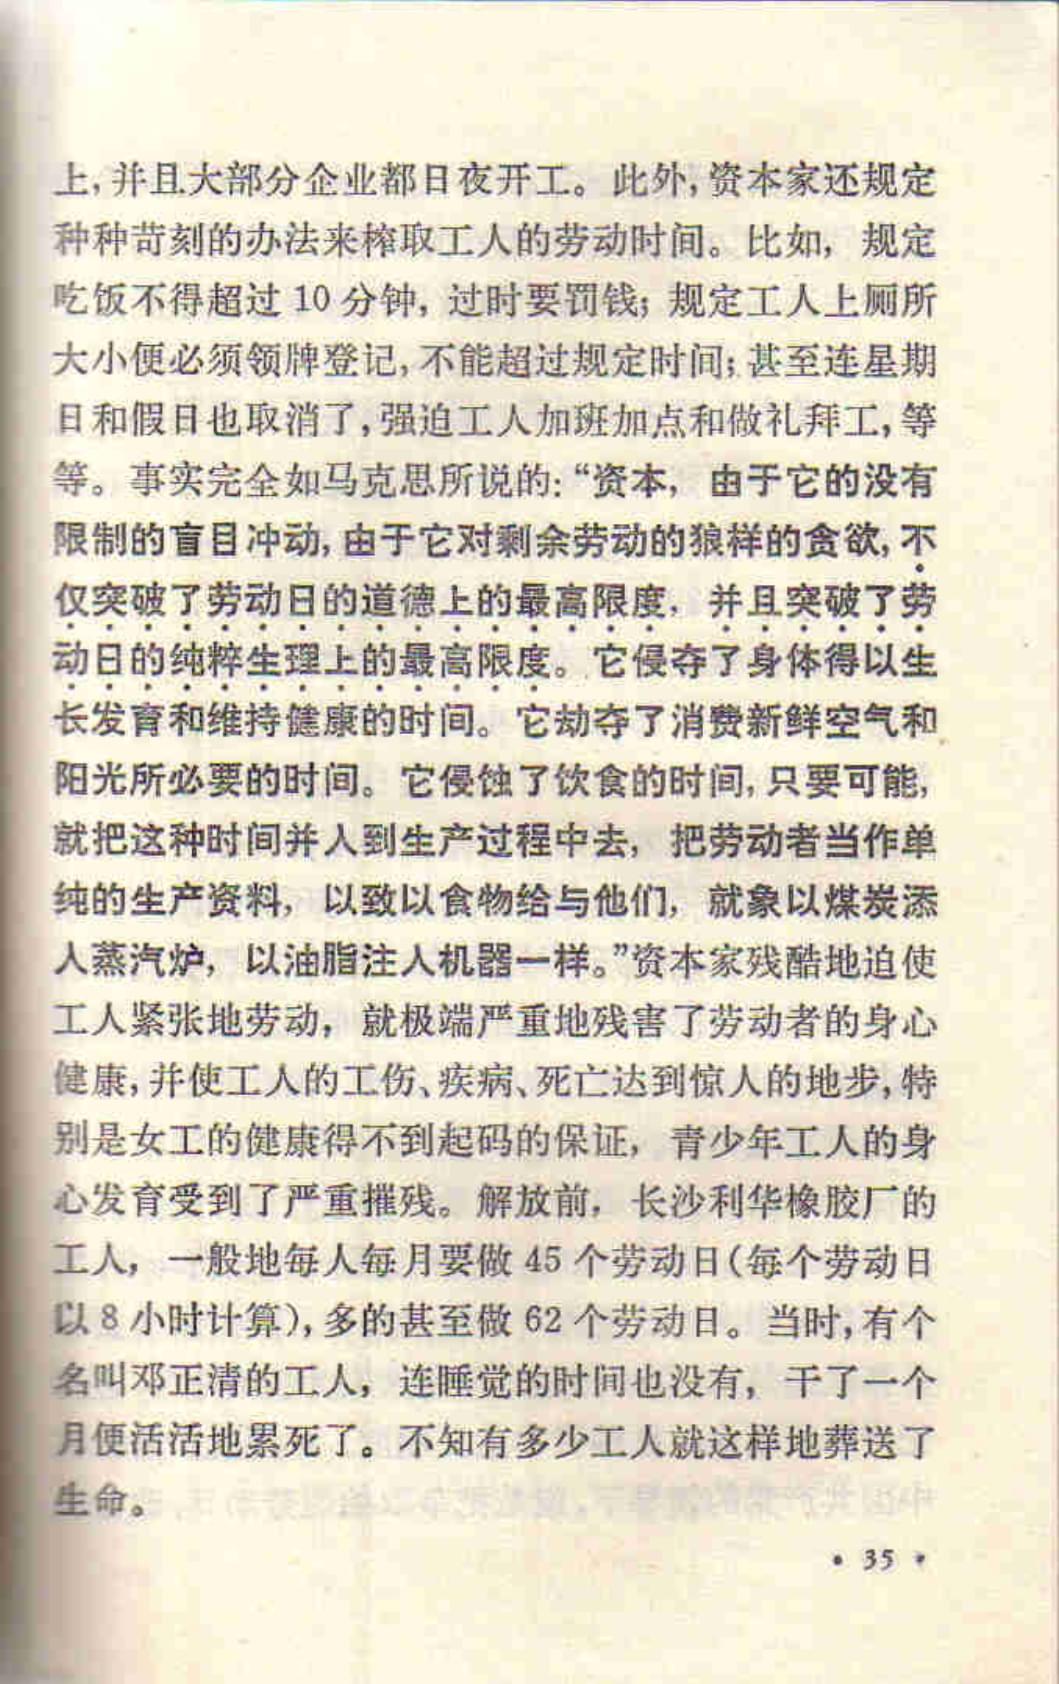 上，并且大部分企业都日夜开工。此外，资本家还规定
种种苛刻的办法来榨取工人的劳动时间。比如，规定
吃饭不得超过 10 分钟，过时要罚钱；规定工人上厕所
大小便必须领牌登记，不能超过规定时间；甚至连星期
日和假日也取消了，强迫工人加班加点和做礼拜工，等
等。事实完全如马克思所说的：“资本，由于它的没有
限制的盲目冲动，由于它对剩余劳动的狼样的贪欲，不
仅突破了劳动日的道德上的最高限度，并且突破了劳
动日的纯粹生理上的最高限度。它侵夺了身体得以生
长发育和维持健康的时间。它劫夺了消费新鲜空气和
阳光所必要的时间。它侵蚀了饮食的时间，只要可能，
就把这种时间并入到生产过程中去，把劳动者当作单
纯的生产资料，以致以食物给与他们，就象以煤炭添
入蒸汽炉，以油脂注入机器一样。”资本家残酷地迫使
工人紧张地劳动，就极端严重地残害了劳动者的身心
健康，并使工人的工伤、疾病、死亡达到惊人的地步，特
别是女工的健康得不到起码的保证，青少年工人的身
心发育受到了严重摧残。解放前，长沙利华橡胶厂的
工人，一般地每人每月要做 45 个劳动日（每个劳动日
以 8 小时计算），多的甚至做 62 个劳动日。当时，有个
名叫邓正清的工人，连睡觉的时间也没有，干了一个
月便活活地累死了。不知有多少工人就这样地葬送了
生命。
• 35 •